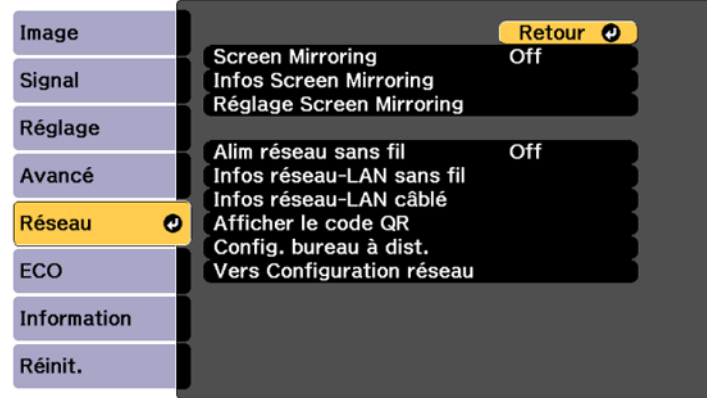 Image
Signal
Réglage
Avancé
Réseau
ECO
Information
Réinit.
Retour
Screen Mirroring Off
Infos Screen Mirroring
Réglage Screen Mirroring
Alim réseau sans fil Off
Infos réseau-LAN sans fil
Infos réseau-LAN câblé
Afficher le code QR
Config. bureau à dist.
Vers Configuration réseau